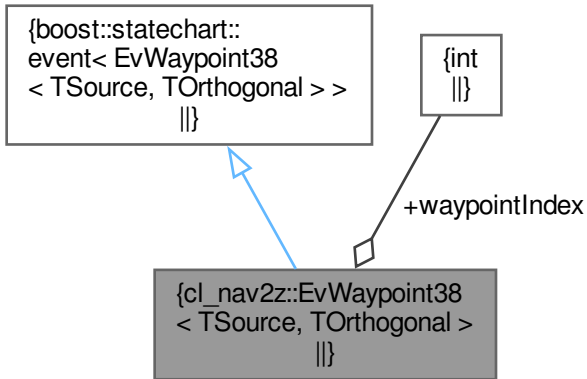 {boost::statechart::
event< EvWaypoint38
< TSource, TOrthogonal > >
||}
{int
||}
+waypointIndex
{cl_nav2z::EvWaypoint38
< TSource, TOrthogonal >
||}